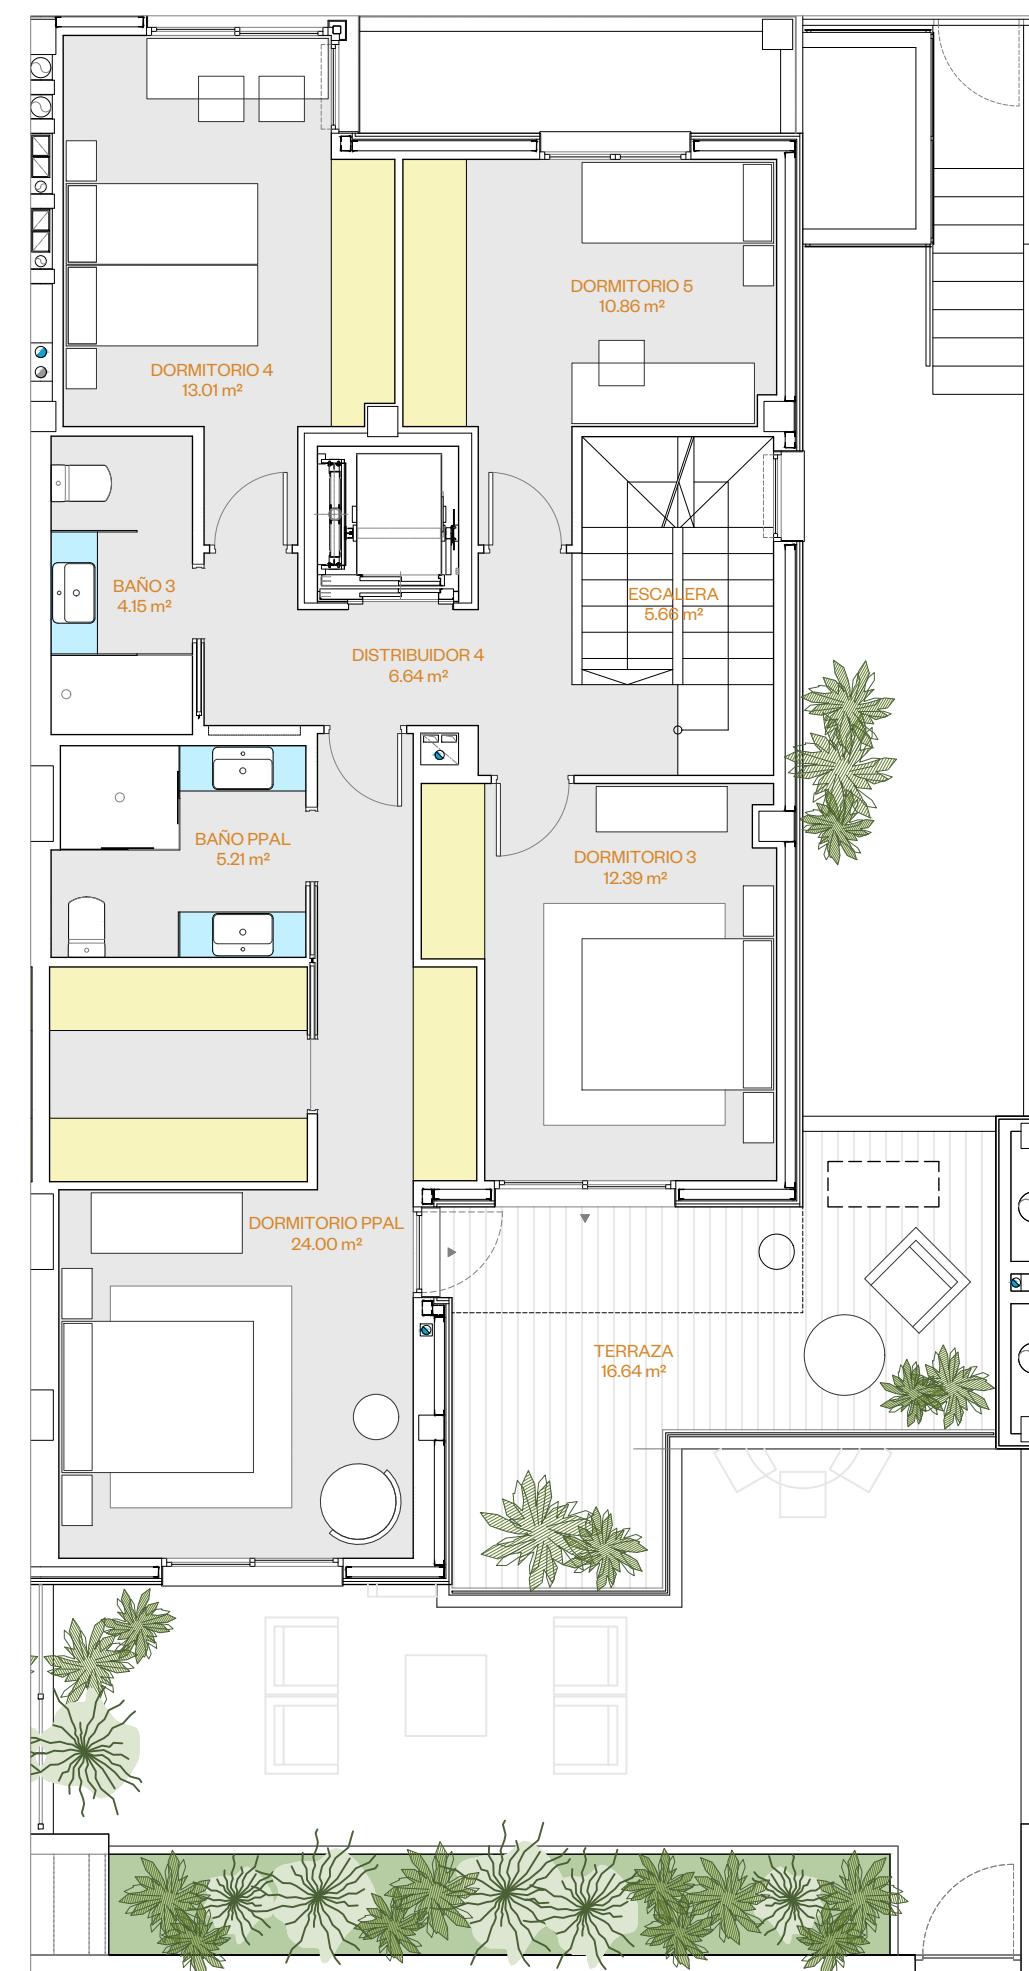 DORMITORIO 5
10.86 m²
DORMITORIO 4
13.01 m²
BAÑO 3
4.15 m²
ESCALERA
5.66 m²
DISTRIBUIDOR 4
6.64 m²
BAÑO PPAL
5.21 m²
DORMITORIO 3
12.39 m²
DORMITORIO PPAL
24.00 m²
TERRAZA
16.64 m²